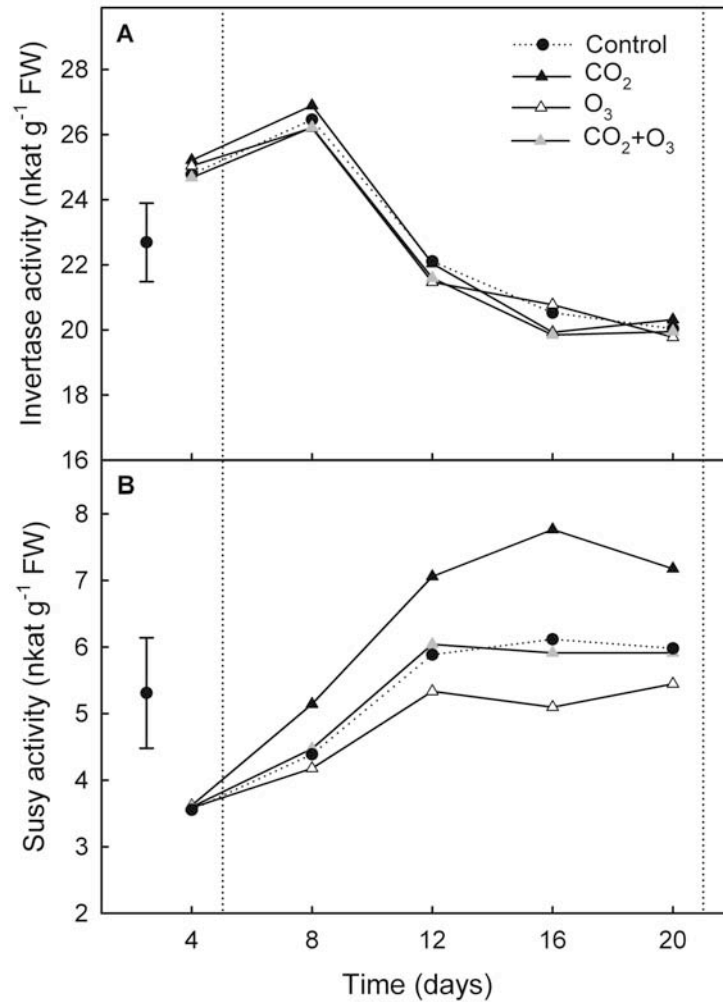 A
Control
CO₂
O₃
CO₂+O₃
28
26
24
22
20
18
16
Invertase activity (nkat g⁻¹ FW)
B
8
7
6
5
4
3
2
Susy activity (nkat g⁻¹ FW)
4 8 12 16 20
Time (days)